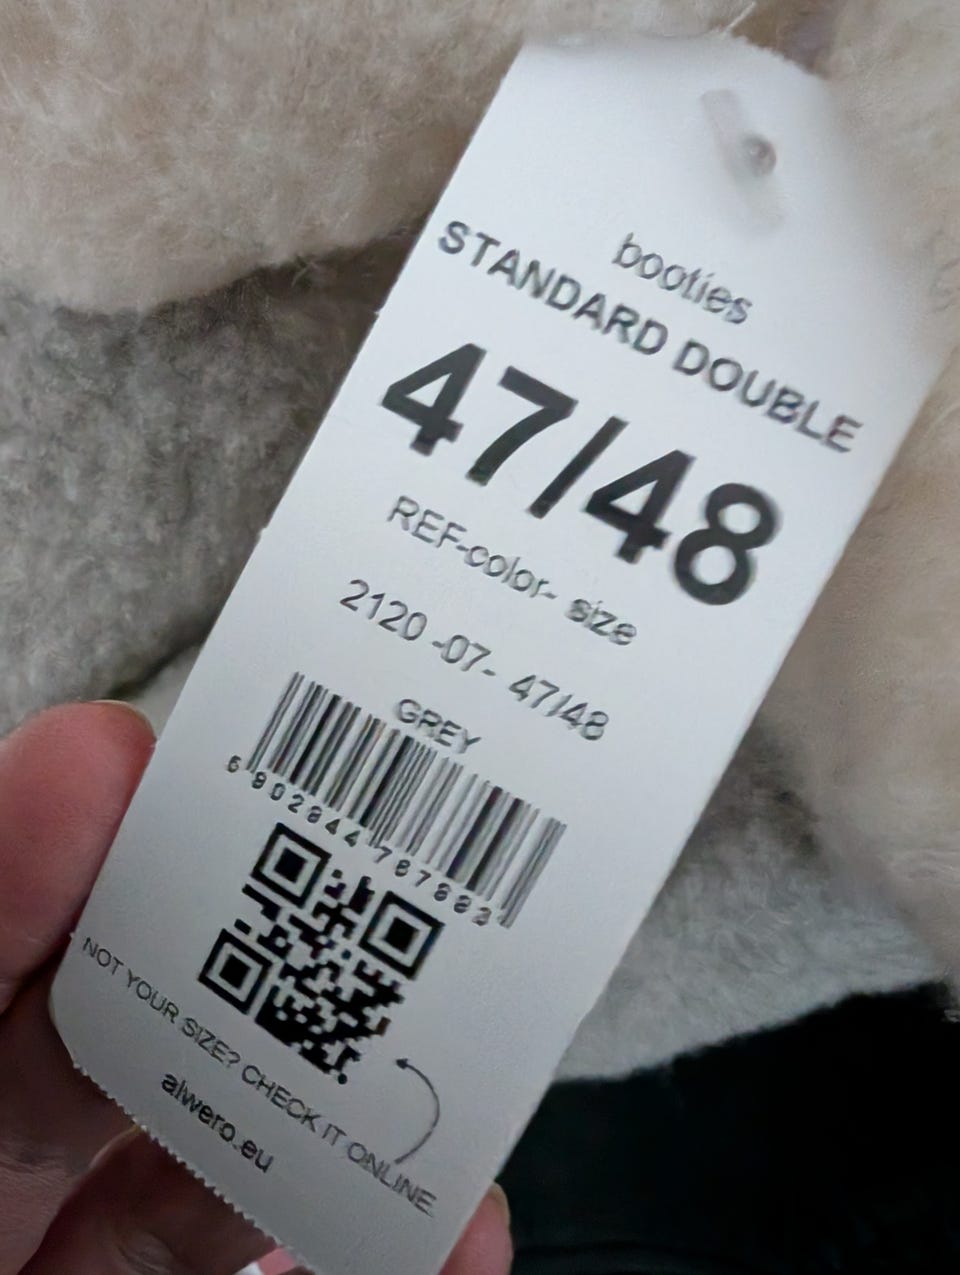 booties
STANDARD DOUBLE
47/48
REF-color- size
2120 -07- 47/48
GREY
NOT YOUR SIZE? CHECK IT ONLINE
alwero.eu